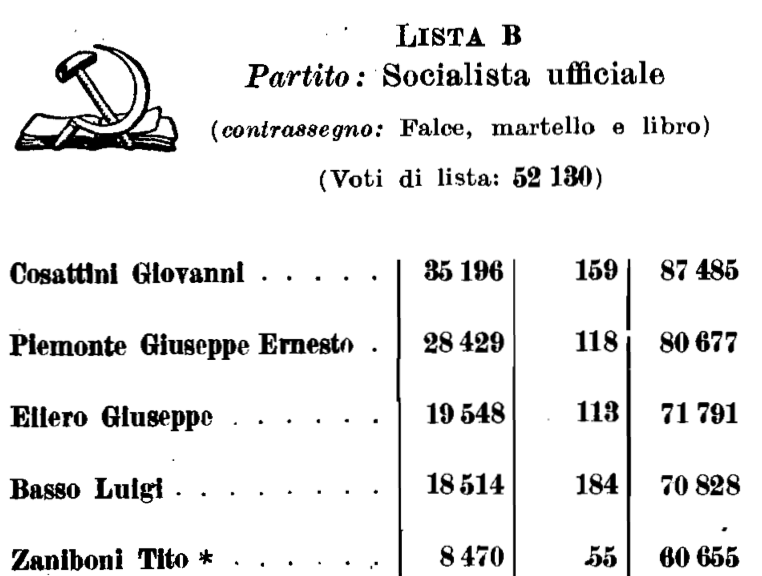 LISTA B
Partito: Socialista ufficiale
(contrassegno: Falce, martello e libro)
(Voti di lista: 52 130)
Cosattini Giovanni . . . . . 35 196 159 87 485
Piemonte Giuseppe Ernesto . 28 429 118 80 677
Ellero Giuseppe . . . . . . 19 548 113 71 791
Basso Luigi . . . . . . . . 18 514 184 70 828
Zaniboni Tito * . . . . . . 8 470 55 60 655